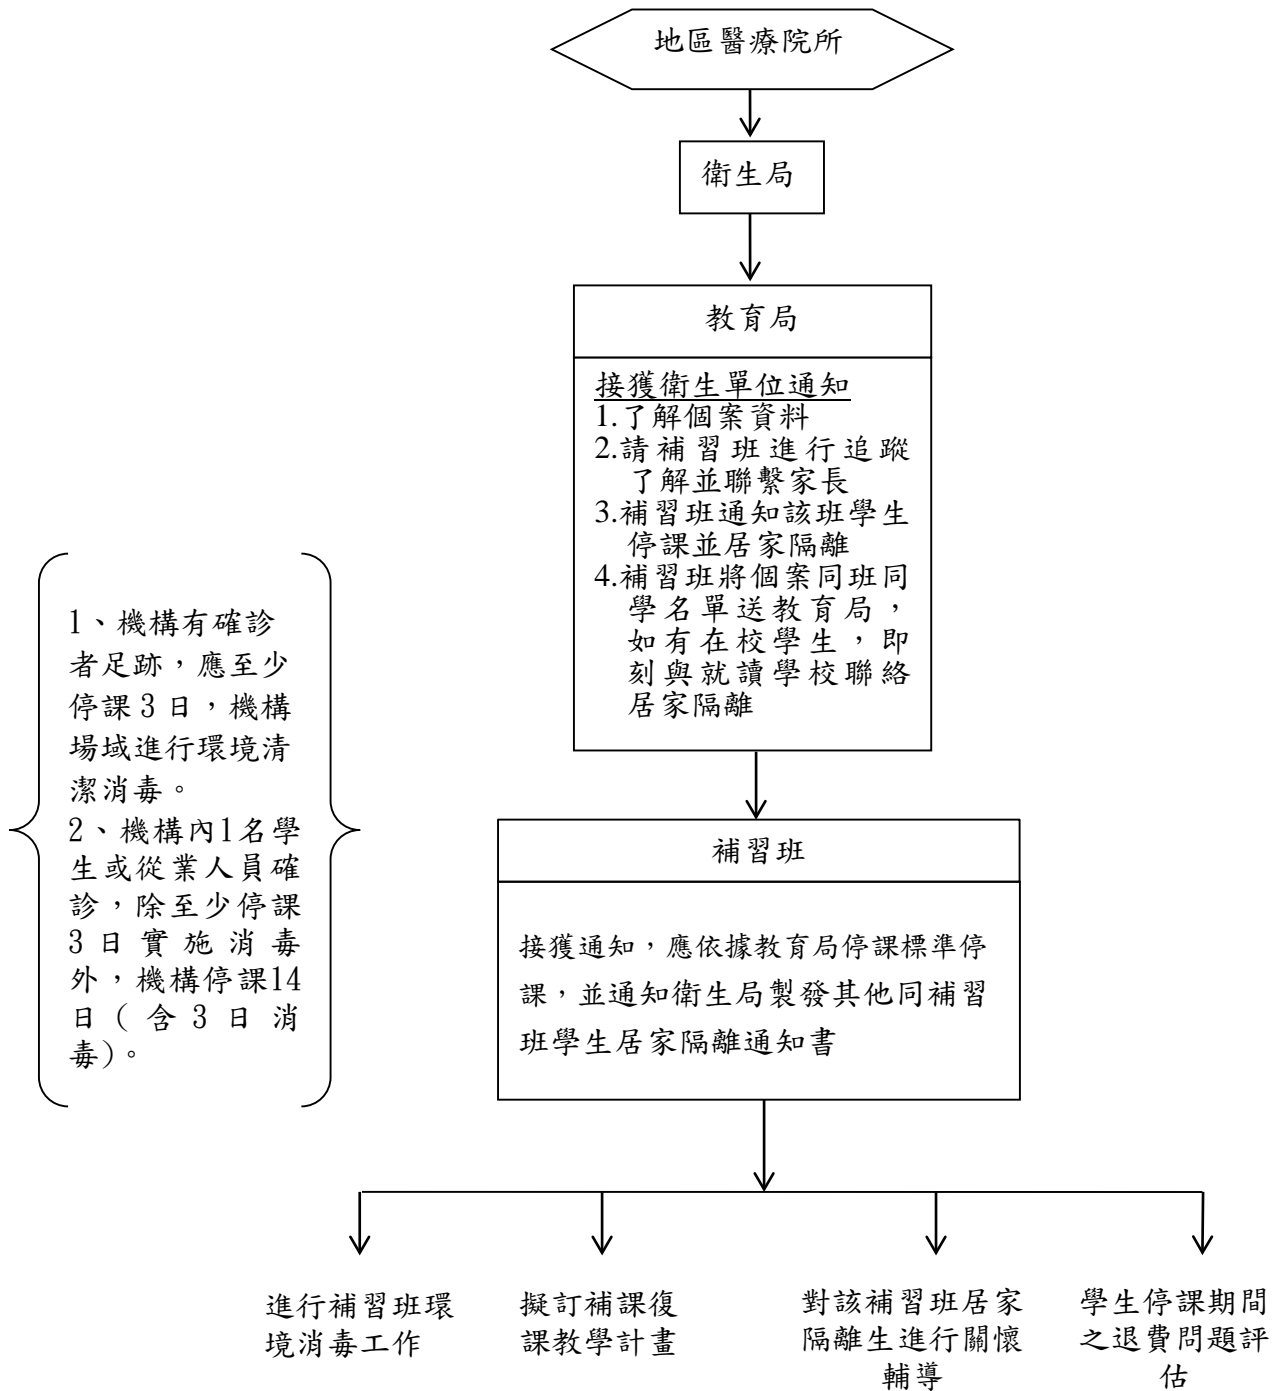 地區醫療院所
衛生局
教育局
接獲衛生單位通知
1.了解個案資料
2.請補習班進行追蹤
了解並聯繫家長
3.補習班通知該班學生
停課並居家隔離
4.補習班將個案同班同
學名單送教育局，
如有在校學生，即
刻與就讀學校聯絡
居家隔離
1、機構有確診
者足跡，應至少
停課3日，機構
場域進行環境清
潔消毒。
2、機構內1名學
生或從業人員確
診，除至少停課
3日實施消毒
外，機構停課14
日(含3日消
毒)。
補習班
接獲通知，應依據教育局停課標準停
課，並通知衛生局製發其他同補習
班學生居家隔離通知書
進行補習班環
境消毒工作
擬訂補課復
課教學計畫
對該補習班居家
隔離生進行關懷
輔導
學生停課期間
之退費問題評
估